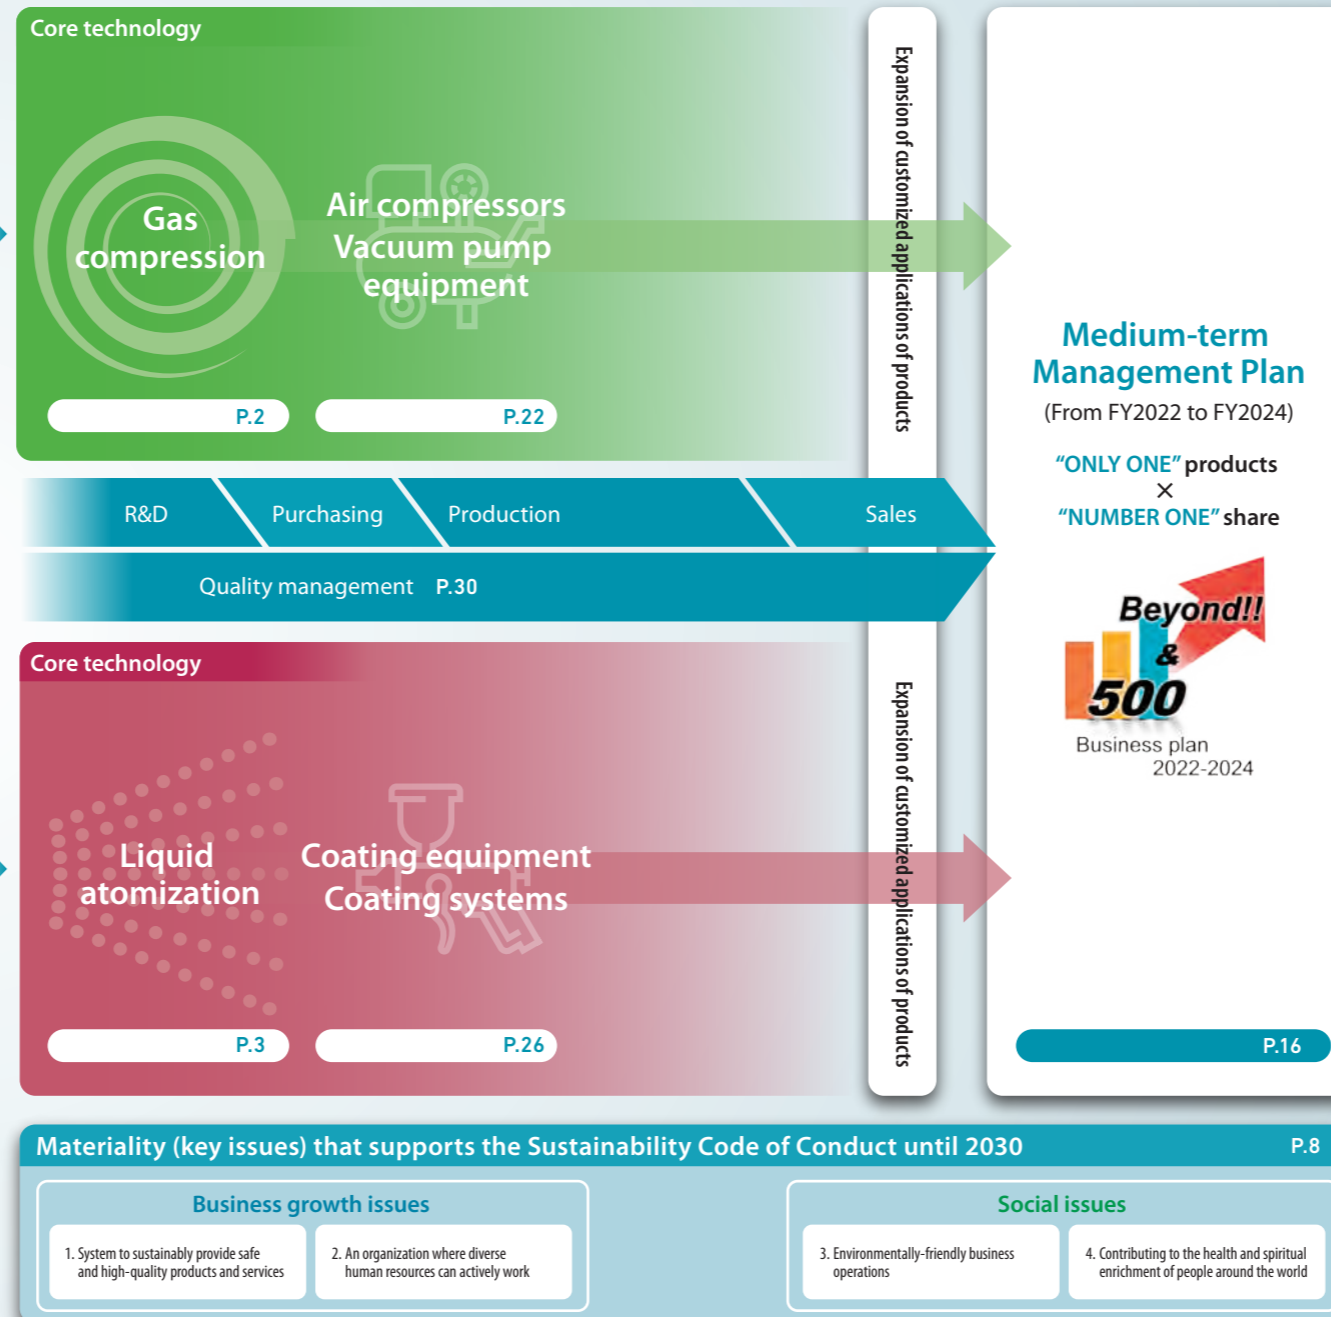 Core technology
Gas
compression
Air compressors
Vacuum pump
equipment
P.2
P.22
Expansion of customized applications of products
R&D
Purchasing
Production
Sales
Quality management P.30
Core technology
Liquid
atomization
Coating equipment
Coating systems
P.3
P.26
Expansion of customized applications of products
Medium-term
Management Plan
(From FY2022 to FY2024)
“ONLY ONE” products
×
“NUMBER ONE” share
Beyond!!
&
500
Business plan
2022-2024
P.16
Materiality (key issues) that supports the Sustainability Code of Conduct until 2030 P.8
Business growth issues
1. System to sustainably provide safe
and high-quality products and services
2. An organization where diverse
human resources can actively work
Social issues
3. Environmentally-friendly business
operations
4. Contributing to the health and spiritual
enrichment of people around the world